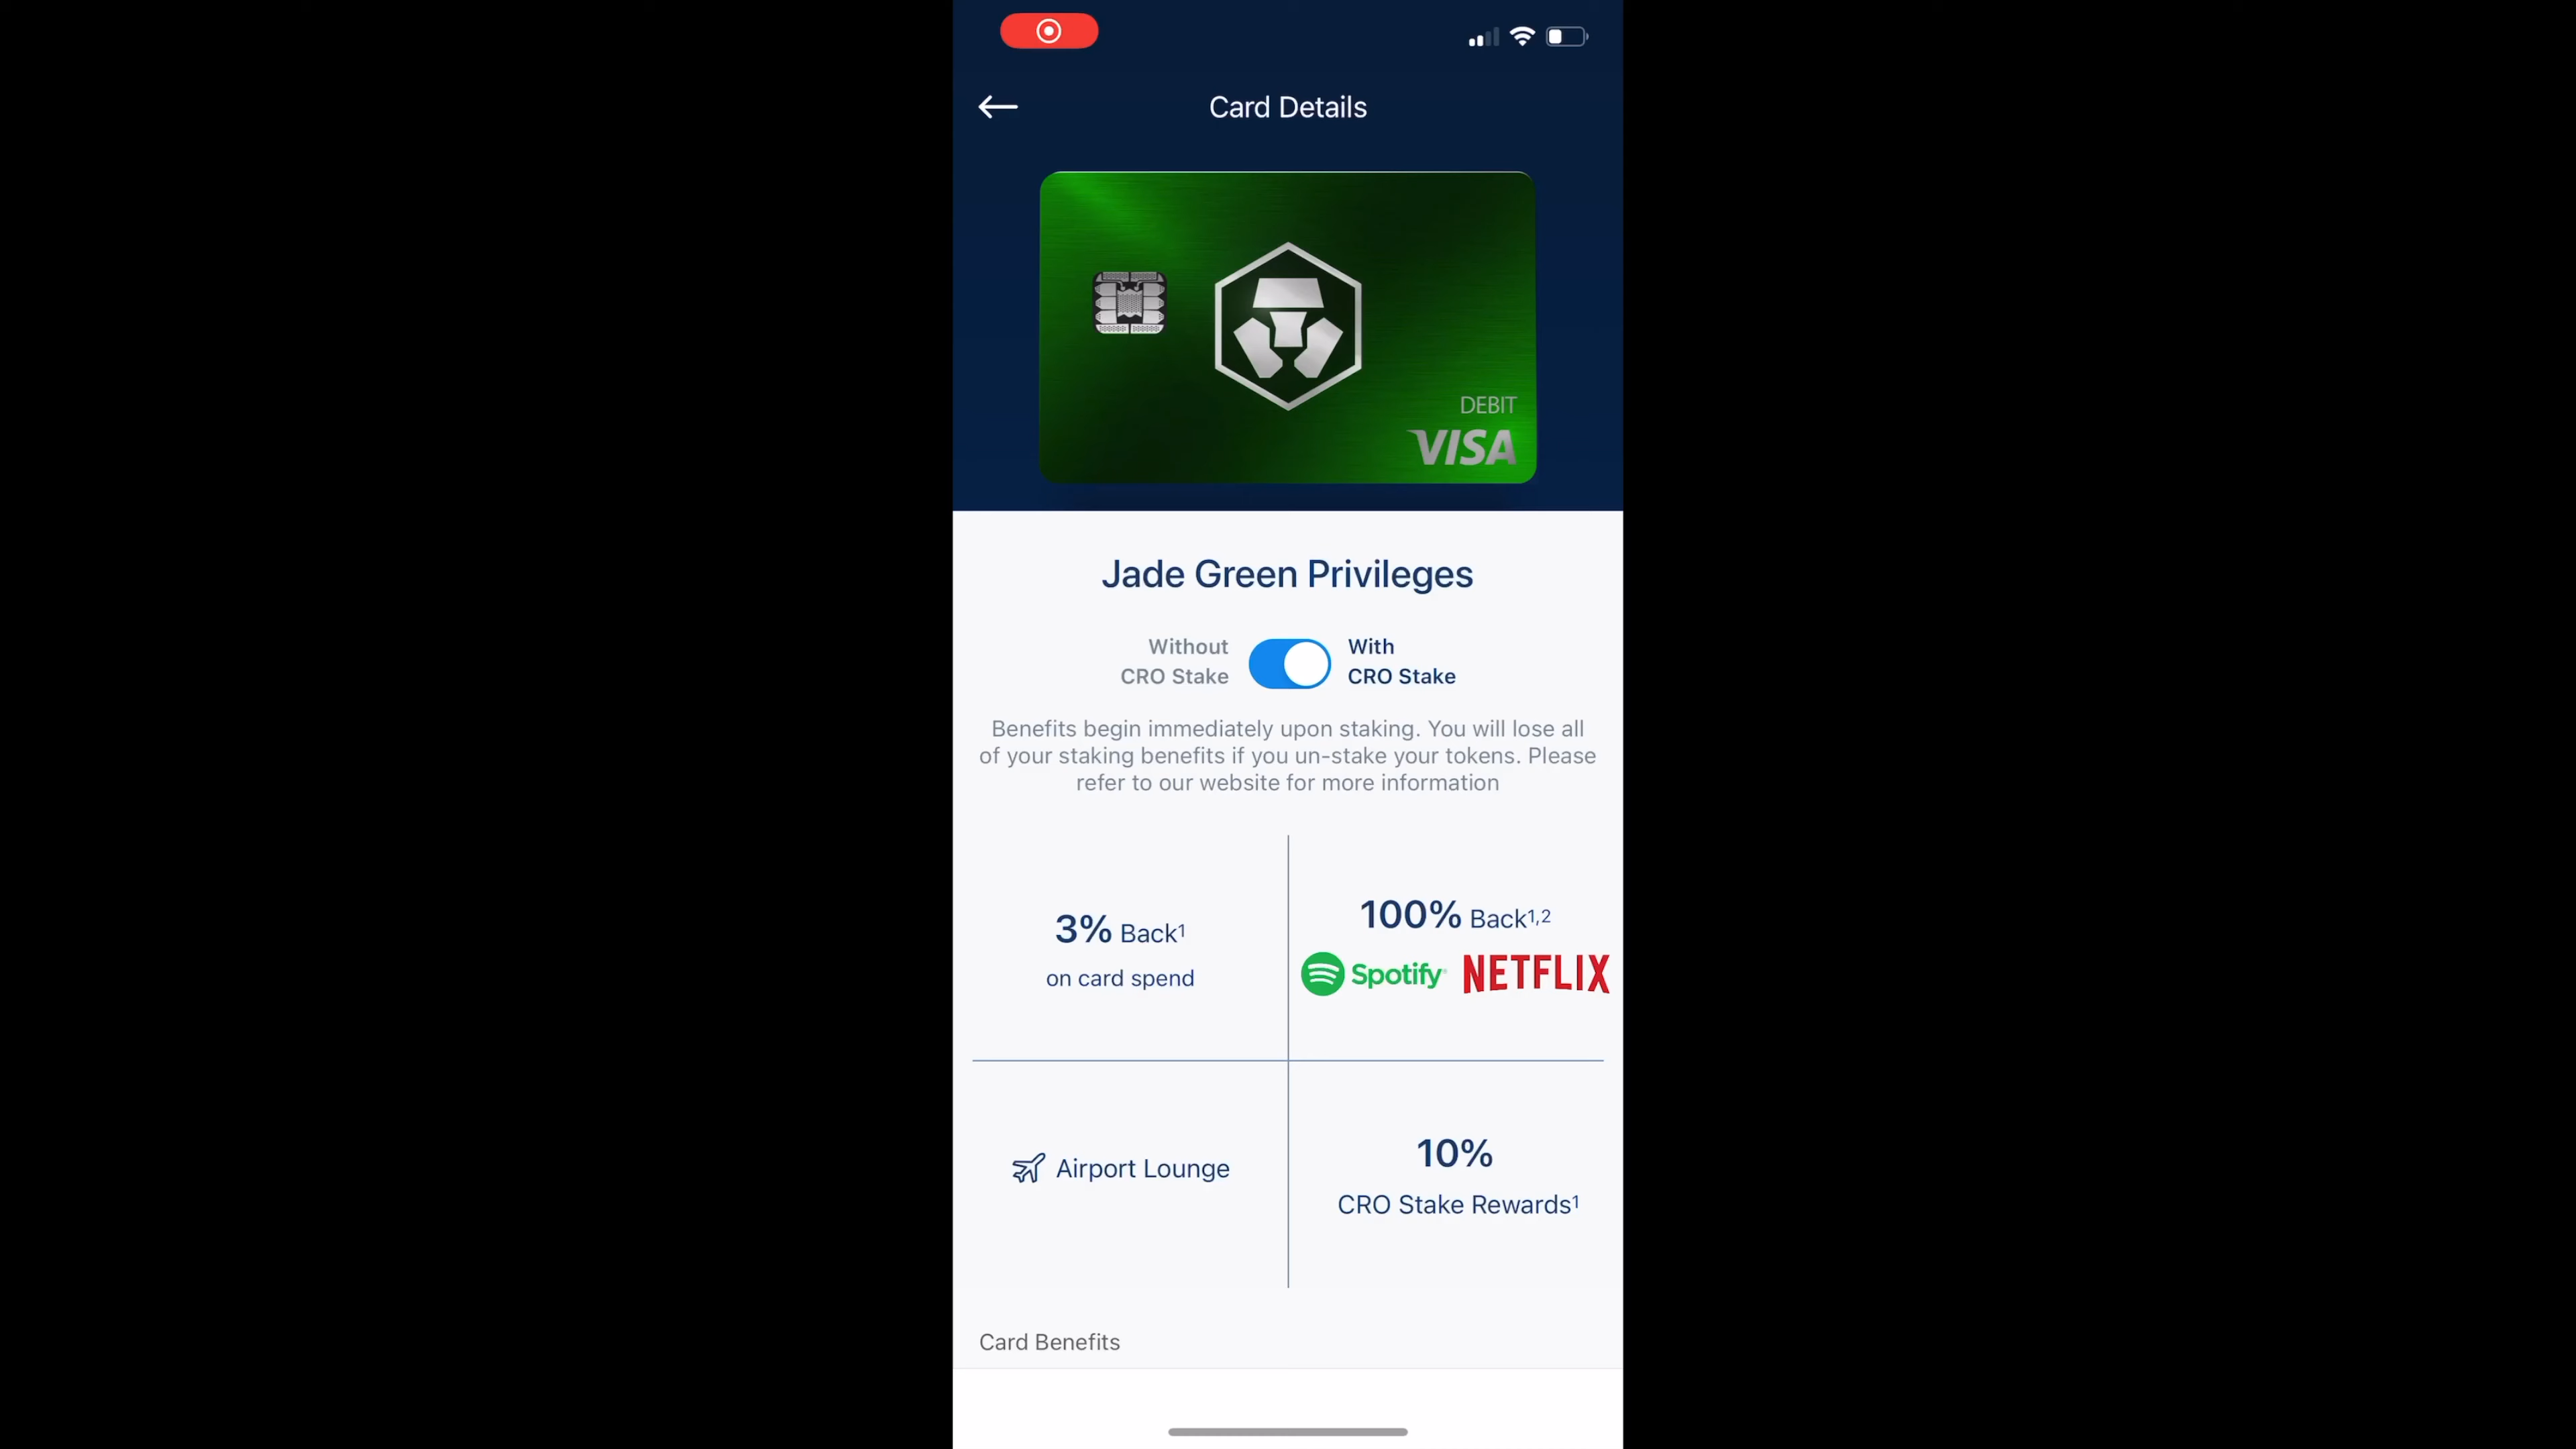 Card Details
DEBIT
VISA
Jade Green Privileges
Without
CRO Stake
With
CRO Stake
Benefits begin immediately upon staking. You will lose all
of your staking benefits if you un-stake your tokens. Please
refer to our website for more information
3% Back¹
on card spend
100% Back¹,²
Spotify NETFLIX
Airport Lounge
10%
CRO Stake Rewards¹
Card Benefits